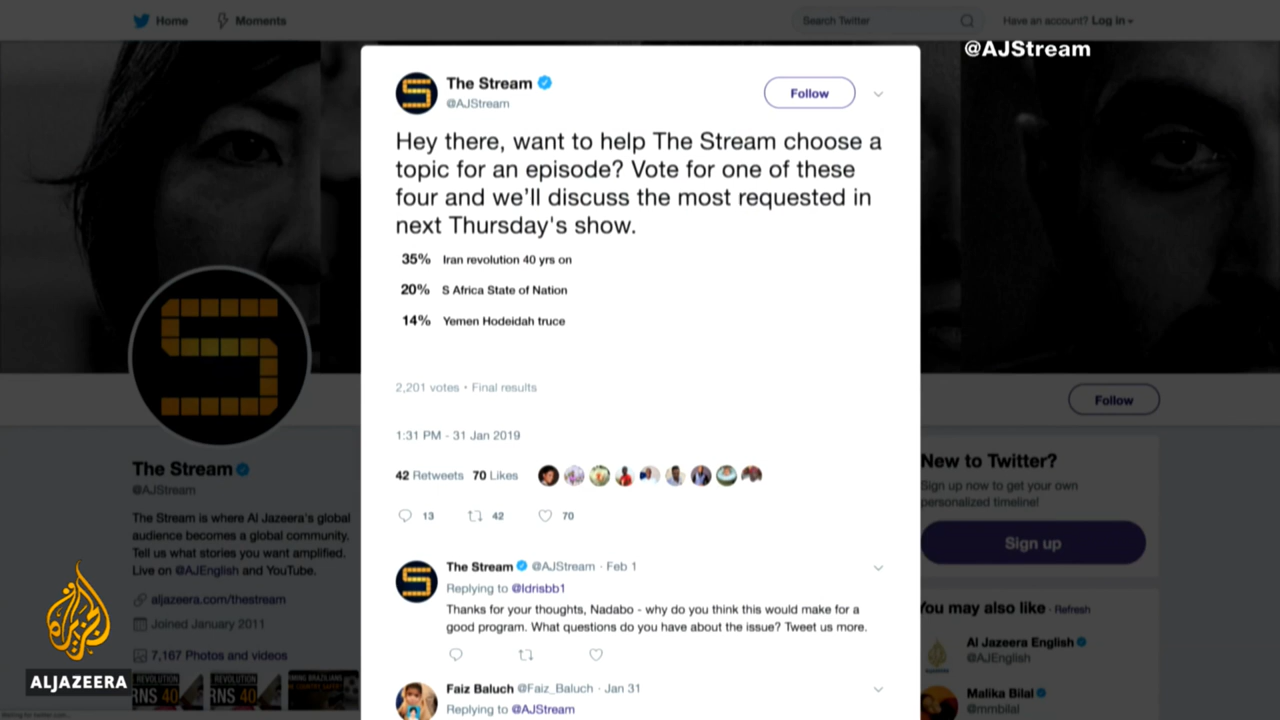 Home
Moments
Search Twitter
Have an account? Log in
@AJStream
The Stream
@AJStream
Follow
Hey there, want to help The Stream choose a
topic for an episode? Vote for one of these
four and we'll discuss the most requested in
next Thursday's show.
35% Iran revolution 40 yrs on
20% S Africa State of Nation
14% Yemen Hodeidah truce
2,201 votes • Final results
1:31 PM - 31 Jan 2019
42 Retweets 70 Likes
13 42 70
The Stream @AJStream · Feb 1
Replying to @Idrisbb1
Thanks for your thoughts, Nadabo - why do you think this would make for a
good program. What questions do you have about the issue? Tweet us more.
Faiz Baluch @Faiz_Baluch · Jan 31
Replying to @AJStream
The Stream
@AJStream
The Stream is where Al Jazeera's global
audience becomes a global community.
Tell us what stories you want amplified.
Live on @AJEnglish and YouTube.
aljazeera.com/thestream
Joined January 2011
7,167 Photos and videos
REVOLUTION
RNS 40
REVOLUTION
RNS 40
ALJAZEERA
Follow
New to Twitter?
Sign up now to get your own
personalized timeline!
Sign up
You may also like · Refresh
Al Jazeera English
@AJEnglish
Malika Bilal
@mmbilal